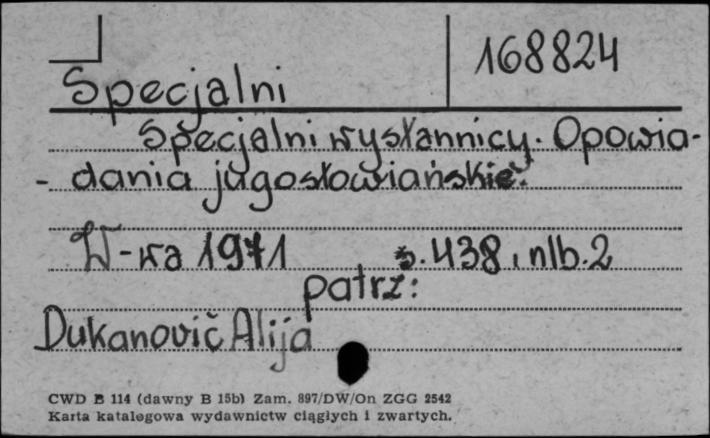 168824
Specjalni
Specjalni wysłannicy. Opowia-
- dania jugosłowiańskie.
W-wa 1971 s. 438, nlb. 2
patrz:
Dukanovič Alija
CWD B 114 (dawny B 15b) Zam. 897/DW/On ZGG 2542
Karta katalogowa wydawnictw ciągłych i zwartych.